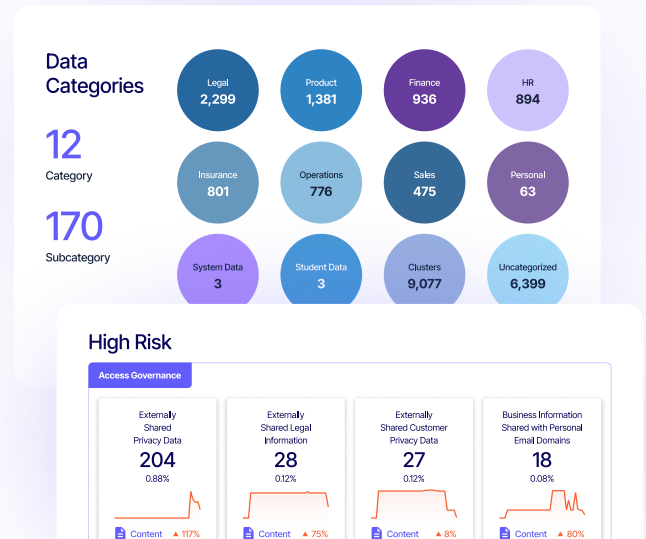 Data
Categories
12
Category
170
Subcategory
Legal
2,299
Product
1,381
Finance
936
HR
894
Insurance
801
Operations
776
Sales
475
Personal
63
System Data
3
Student Data
3
Clusters
9,077
Uncategorized
6,399
High Risk
Access Governance
Externally
Shared
Privacy Data
204
0.88%
Content ▲ 117%
Externally
Shared Legal
Information
28
0.12%
Content ▲ 75%
Externally
Shared Customer
Privacy Data
27
0.12%
Content ▲ 8%
Business Information
Shared with Personal
Email Domains
18
0.08%
Content ▲ 80%